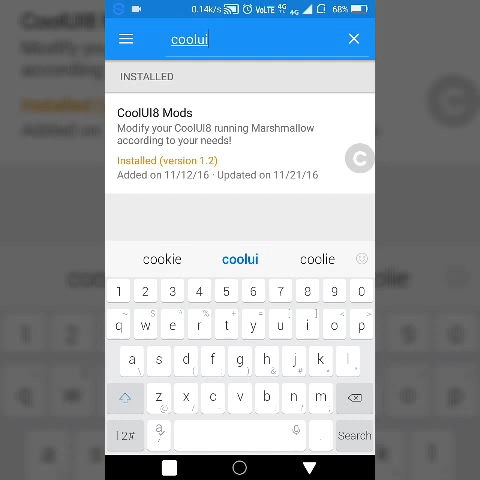 0.14k/s VoLTE 4G 4G 68%
coolui
INSTALLED
CoolUI8 Mods
Modify your CoolUI8 running Marshmallow
according to your needs!
Installed (version 1.2)
Added on 11/12/16 · Updated on 11/21/16
C
cookie coolui coolie
1 2 3 4 5 6 7 8 9 0
q w e r t y u i o p
a s d f g h j k l
z x c v b n m
12# Search